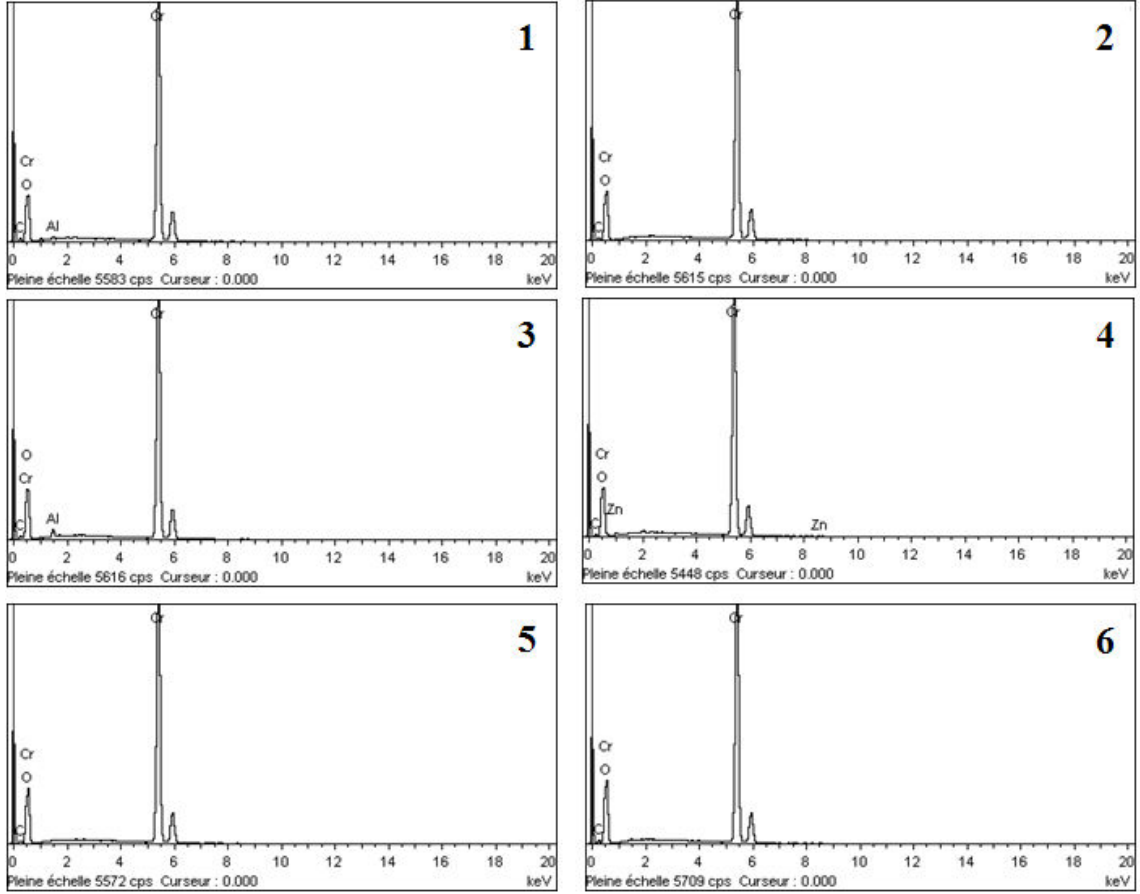 Cr
1
Cr
O
C
Al
0 2 4 6 8 10 12 14 16 18 20
Pleine échelle 5583 cps Curseur : 0.000 keV
Cr
2
Cr
O
C
0 2 4 6 8 10 12 14 16 18 20
Pleine échelle 5615 cps Curseur : 0.000 keV
Cr
3
O
Cr
C
Al
0 2 4 6 8 10 12 14 16 18 20
Pleine échelle 5616 cps Curseur : 0.000 keV
Cr
4
Cr
O
C
Zn
Zn
0 2 4 6 8 10 12 14 16 18 20
Pleine échelle 5448 cps Curseur : 0.000 keV
Cr
5
Cr
O
C
0 2 4 6 8 10 12 14 16 18 20
Pleine échelle 5572 cps Curseur : 0.000 keV
Cr
6
Cr
O
C
0 2 4 6 8 10 12 14 16 18 20
Pleine échelle 5709 cps Curseur : 0.000 keV